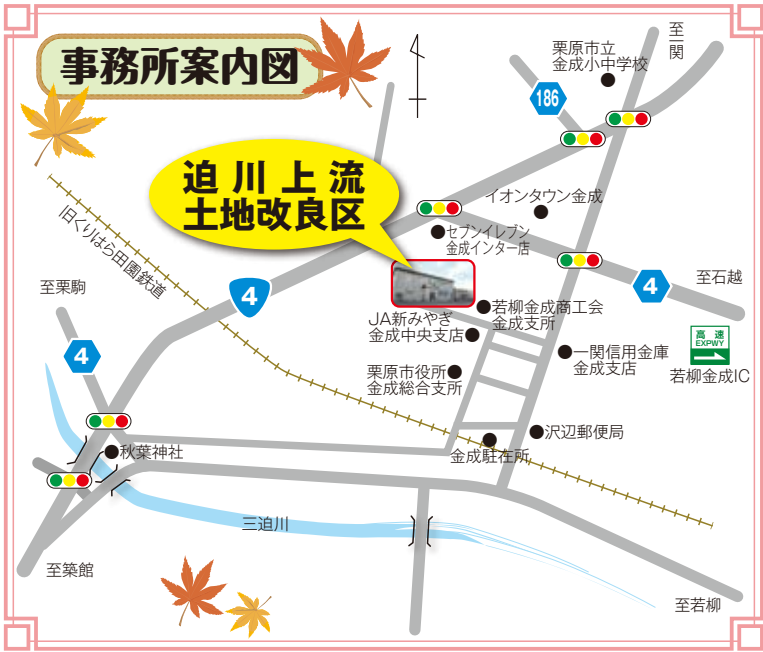 事務所案内図
至一関
栗原市立
金成小中学校
186
迫川上流
土地改良区
イオンタウン金成
セブンイレブン
金成インター店
旧くりはら田園鉄道
至栗駒
4
4
4
至石越
高速
EXPWY
若柳金成IC
JA新みやぎ
金成中央支店
若柳金成商工会
金成支所
一関信用金庫
金成支店
栗原市役所
金成総合支所
沢辺郵便局
金成駐在所
秋葉神社
三迫川
至築館
至若柳